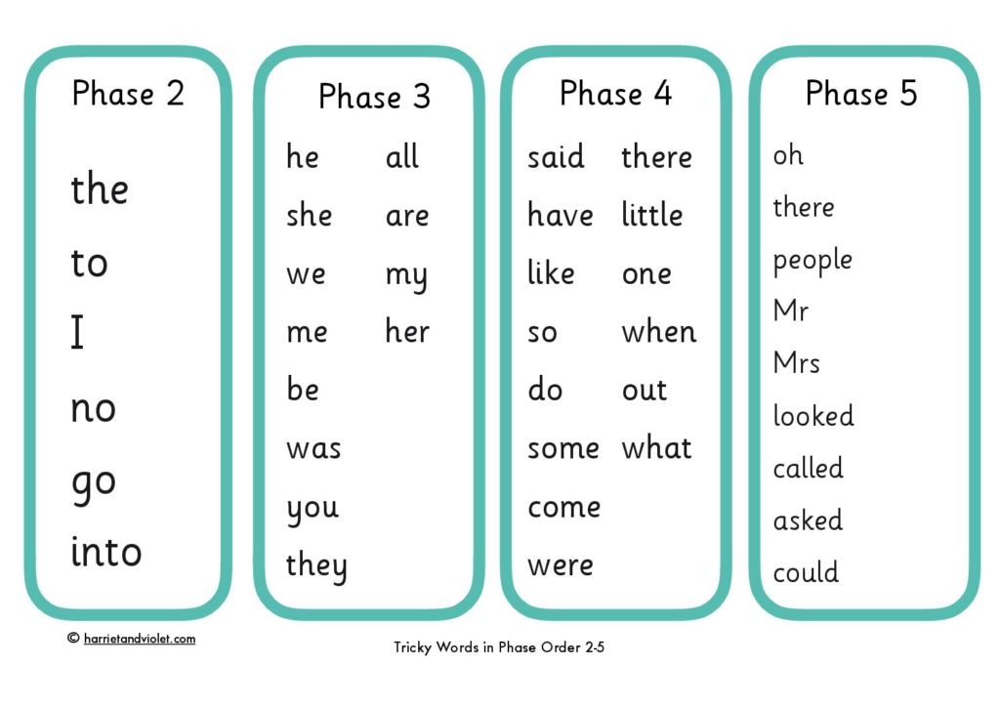 Phase 2
the
to
I
no
go
into
Phase 3
he all
she are
we my
me her
be
was
you
they
Phase 4
said there
have little
like one
so when
do out
some what
come
were
Phase 5
oh
there
people
Mr
Mrs
looked
called
asked
could
© harrietandviolet.com
Tricky Words in Phase Order 2-5